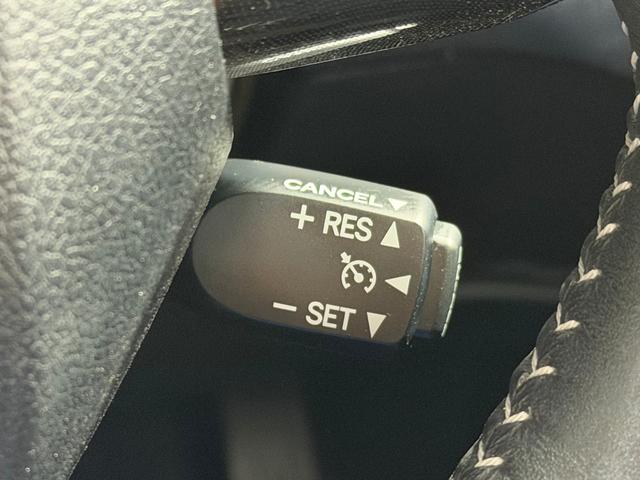 CANCEL ▼
+ RES ▲
◀
− SET ▼